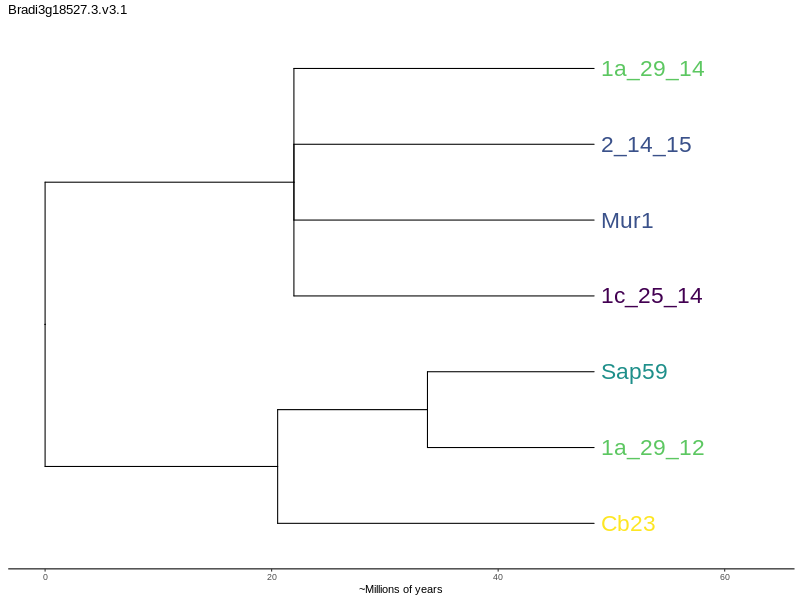 Bradi3g18527.3.v3.1
1a_29_14
2_14_15
Mur1
1c_25_14
Sap59
1a_29_12
Cb23
0 20 40 60
~Millions of years